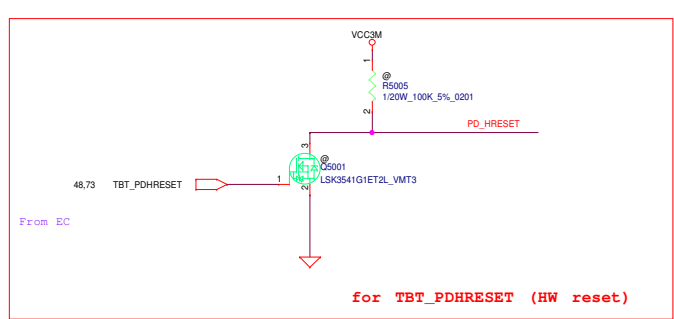 VCC3M
1
@
R5005
1/20W_100K_5%_0201
2
PD_HRESET
3
@
Q5001
48,73 TBT_PDHRESET 1 LSK3541G1ET2L_VMT3
2
From EC
for TBT_PDHRESET (HW reset)